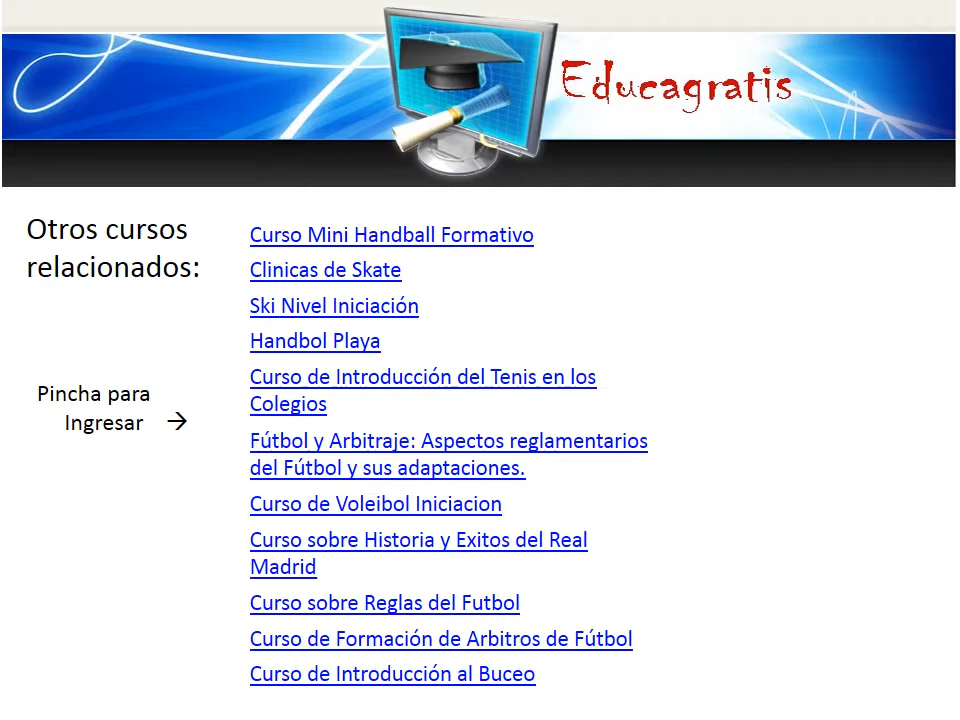 Educagratis
Otros cursos
relacionados:
Pincha para
Ingresar →
Curso Mini Handball Formativo
Clinicas de Skate
Ski Nivel Iniciación
Handbol Playa
Curso de Introducción del Tenis en los
Colegios
Fútbol y Arbitraje: Aspectos reglamentarios
del Fútbol y sus adaptaciones.
Curso de Voleibol Iniciacion
Curso sobre Historia y Exitos del Real
Madrid
Curso sobre Reglas del Futbol
Curso de Formación de Arbitros de Fútbol
Curso de Introducción al Buceo